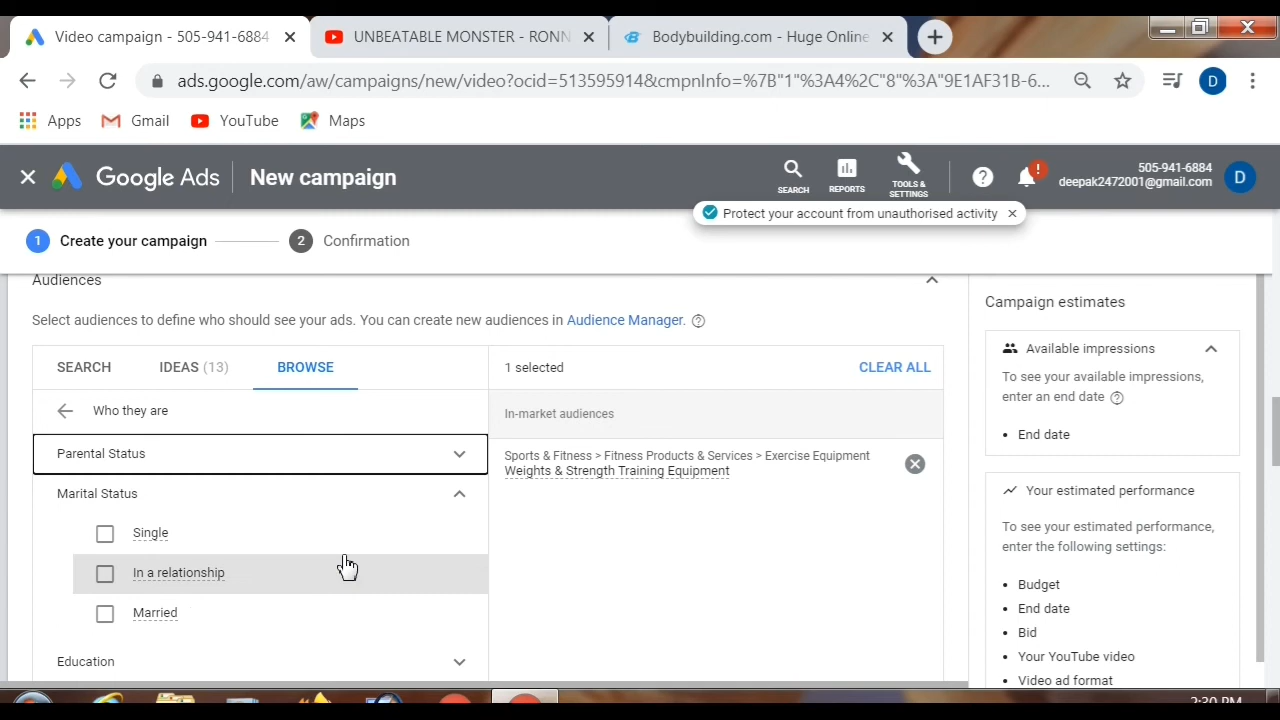 Video campaign - 505-941-6884
UNBEATABLE MONSTER - RONN
Bodybuilding.com - Huge Online
ads.google.com/aw/campaigns/new/video?ocid=513595914&cmpnInfo=%7B"1"%3A4%2C"8"%3A"9E1AF31B-6...
D
Apps
Gmail
YouTube
Maps
Google Ads
New campaign
SEARCH
REPORTS
TOOLS &
SETTINGS
505-941-6884
deepak2472001@gmail.com
D
Protect your account from unauthorised activity
1 Create your campaign
2 Confirmation
Audiences
Select audiences to define who should see your ads. You can create new audiences in Audience Manager.
SEARCH
IDEAS (13)
BROWSE
1 selected
CLEAR ALL
Who they are
In-market audiences
Parental Status
Sports & Fitness > Fitness Products & Services > Exercise Equipment
Weights & Strength Training Equipment
Marital Status
Single
In a relationship
Married
Education
Campaign estimates
Available impressions
To see your available impressions,
enter an end date
• End date
Your estimated performance
To see your estimated performance,
enter the following settings:
• Budget
• End date
• Bid
• Your YouTube video
• Video ad format
2:30 PM